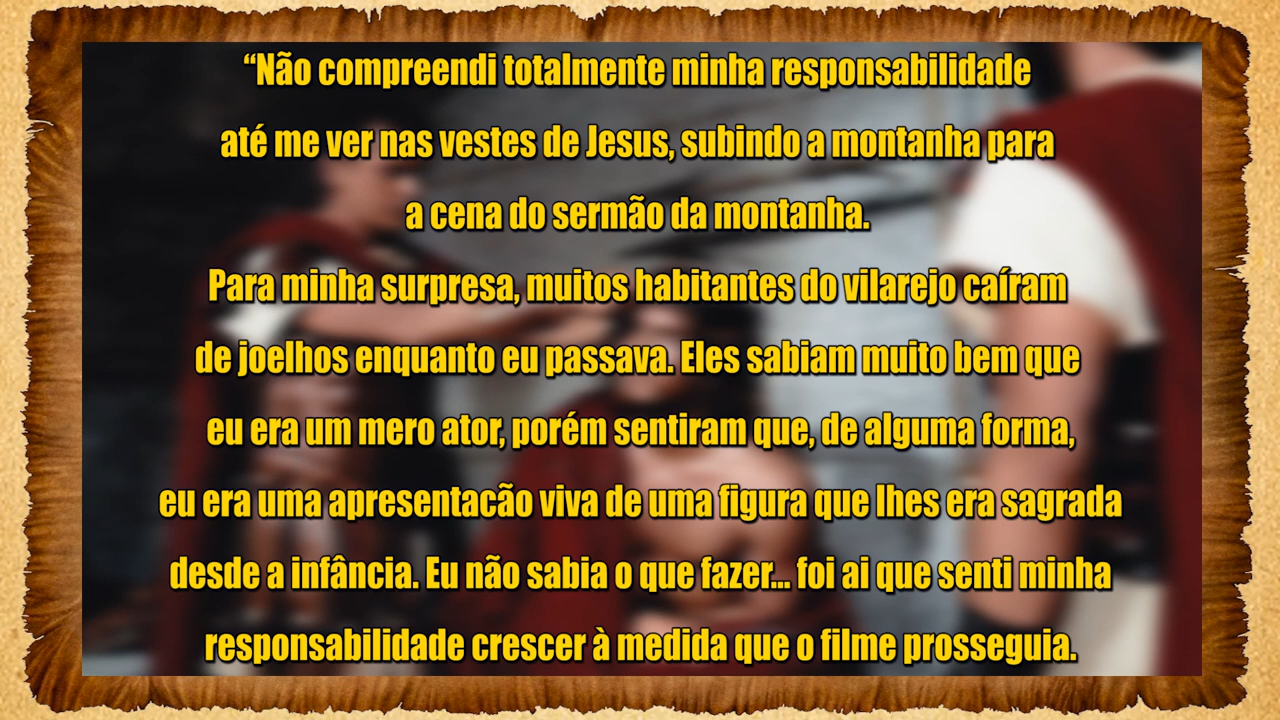 “Não compreendi totalmente minha responsabilidade
até me ver nas vestes de Jesus, subindo a montanha para
a cena do sermão da montanha.
Para minha surpresa, muitos habitantes do vilarejo caíram
de joelhos enquanto eu passava. Eles sabiam muito bem que
eu era um mero ator, porém sentiram que, de alguma forma,
eu era uma apresentacão viva de uma figura que lhes era sagrada
desde a infância. Eu não sabia o que fazer... foi ai que senti minha
responsabilidade crescer à medida que o filme prosseguia.